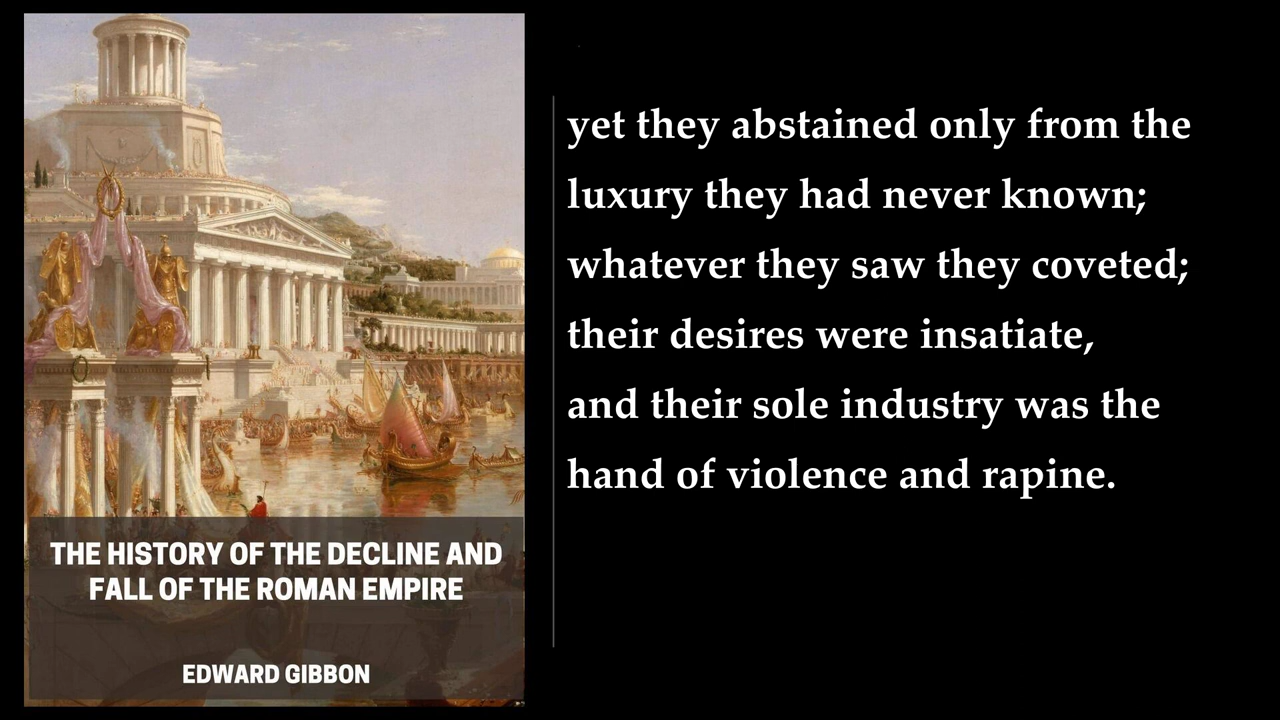 THE HISTORY OF THE DECLINE AND
FALL OF THE ROMAN EMPIRE
EDWARD GIBBON
yet they abstained only from the
luxury they had never known;
whatever they saw they coveted;
their desires were insatiate,
and their sole industry was the
hand of violence and rapine.